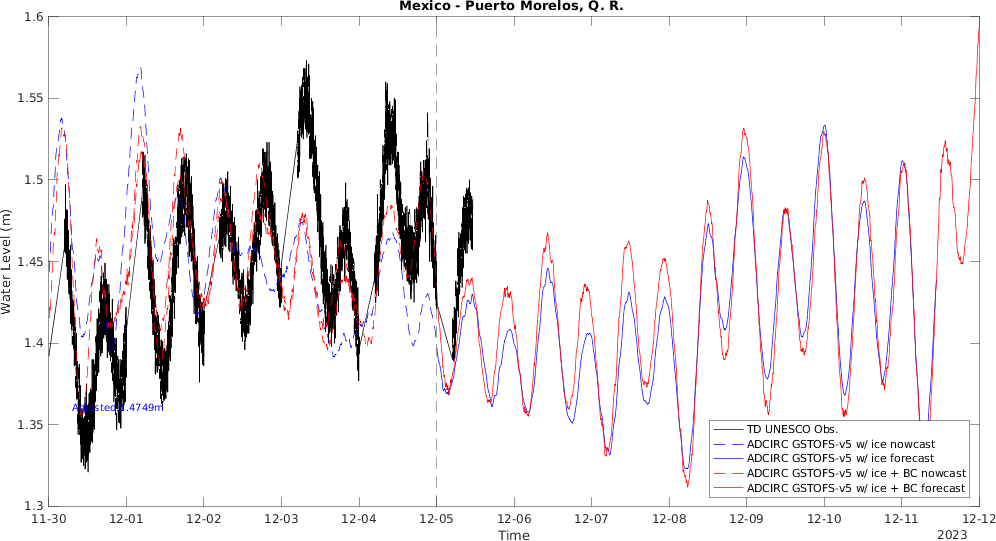 Mexico - Puerto Morelos, Q. R.
Water Level (m)
1.6
1.55
1.5
1.45
1.4
1.35
1.3
TD UNESCO Obs.
ADCIRC GSTOFS-v5 w/ ice nowcast
ADCIRC GSTOFS-v5 w/ ice forecast
ADCIRC GSTOFS-v5 w/ ice + BC nowcast
ADCIRC GSTOFS-v5 w/ ice + BC forecast
11-30 12-01 12-02 12-03 12-04 12-05 12-06 12-07 12-08 12-09 12-10 12-11 12-12
Time
2023